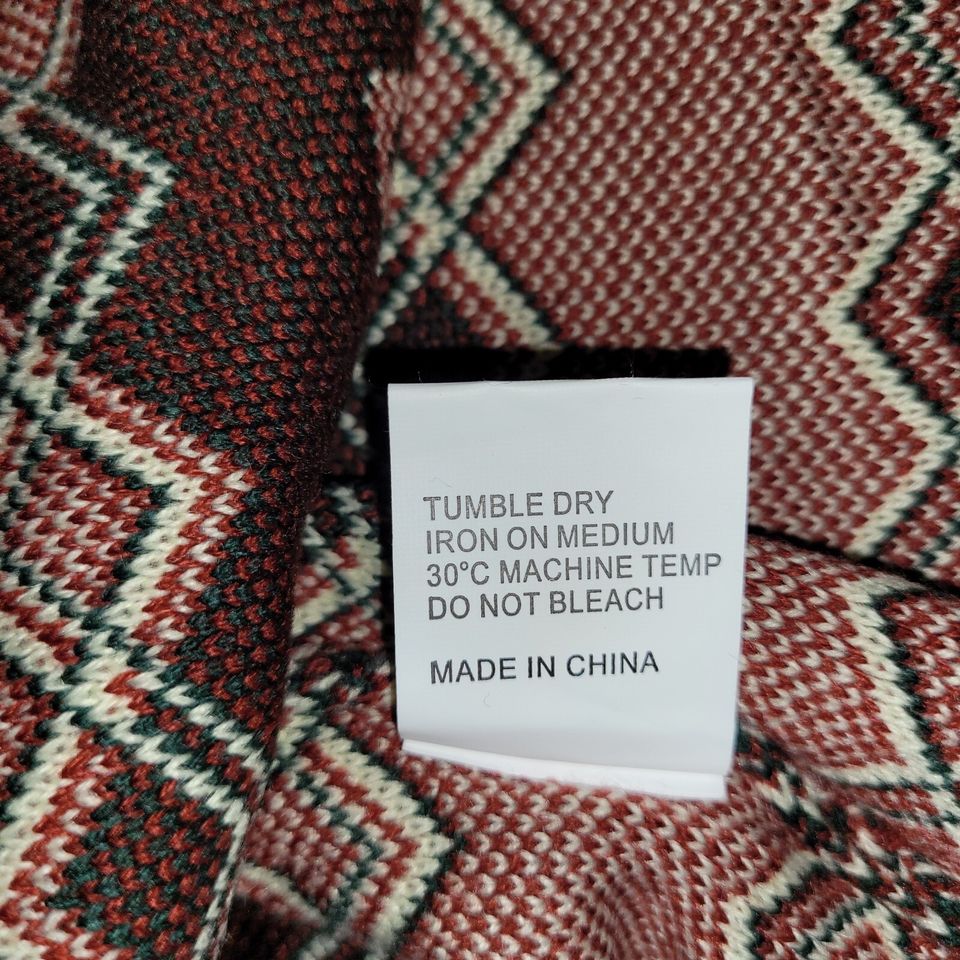 TUMBLE DRY
IRON ON MEDIUM
30°C MACHINE TEMP
DO NOT BLEACH
MADE IN CHINA